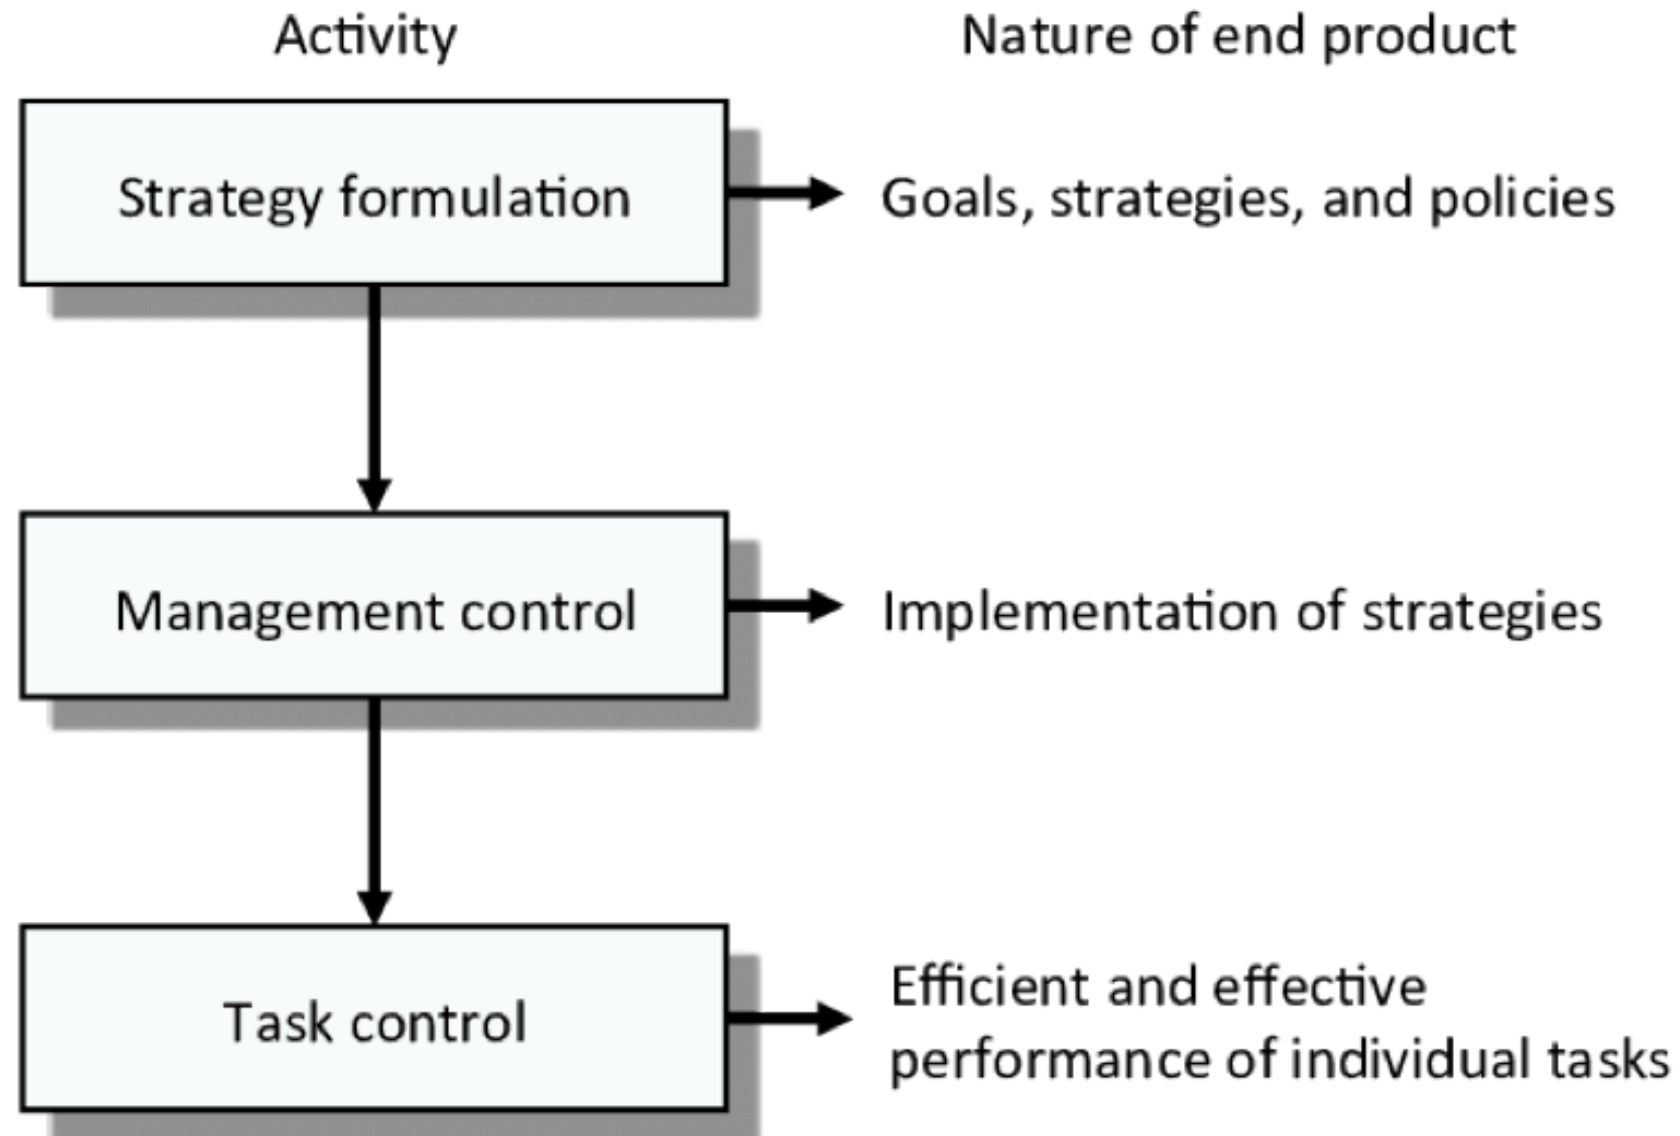 Activity
Nature of end product
Strategy formulation
Goals, strategies, and policies
Management control
Implementation of strategies
Task control
Efficient and effective
performance of individual tasks